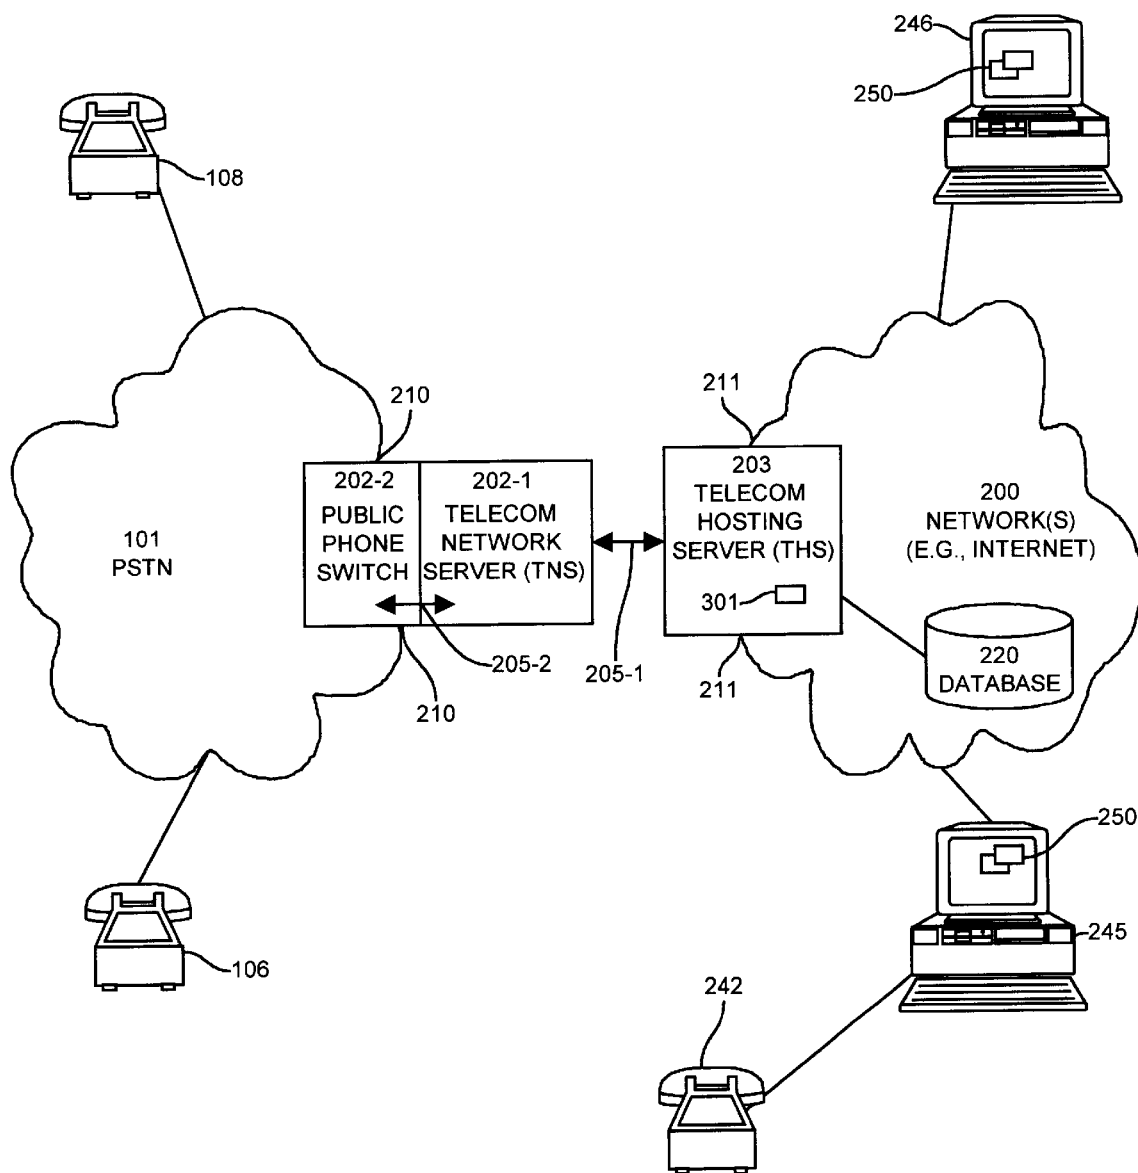 246
250
108
210
211
202-2
PUBLIC
PHONE
SWITCH
202-1
TELECOM
NETWORK
SERVER (TNS)
203
TELECOM
HOSTING
SERVER (THS)
301
101
PSTN
200
NETWORK(S)
(E.G., INTERNET)
220
DATABASE
205-2
205-1
210
211
250
245
106
242